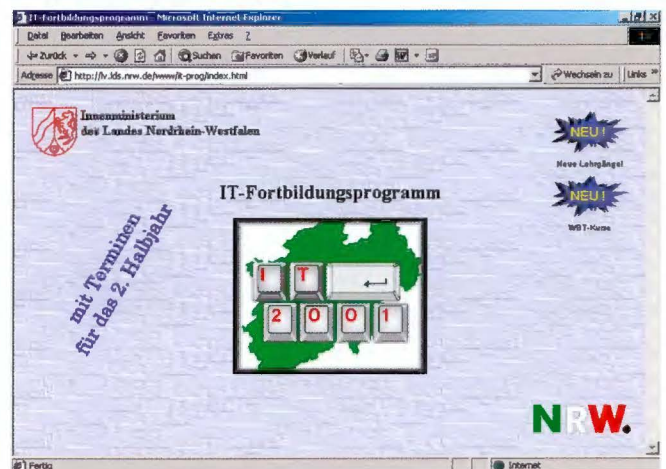 IT-Fortbildungsprogramm - Microsoft Internet Explorer
Datei Bearbeiten Ansicht Favoriten Extras ?
Zurück Suchen Favoriten Verlauf
Adresse http://lv.lds.nrw.de/www/it-prog/index.html Wechseln zu Links »
Innenministerium
des Landes Nordrhein-Westfalen
NEU!
Neue Lehrgänge!
NEU!
WBT-Kurse
IT-Fortbildungsprogramm
mit Terminen
für das 2. Halbjahr
I T
2 0 0 1
NRW.
Fertig Internet